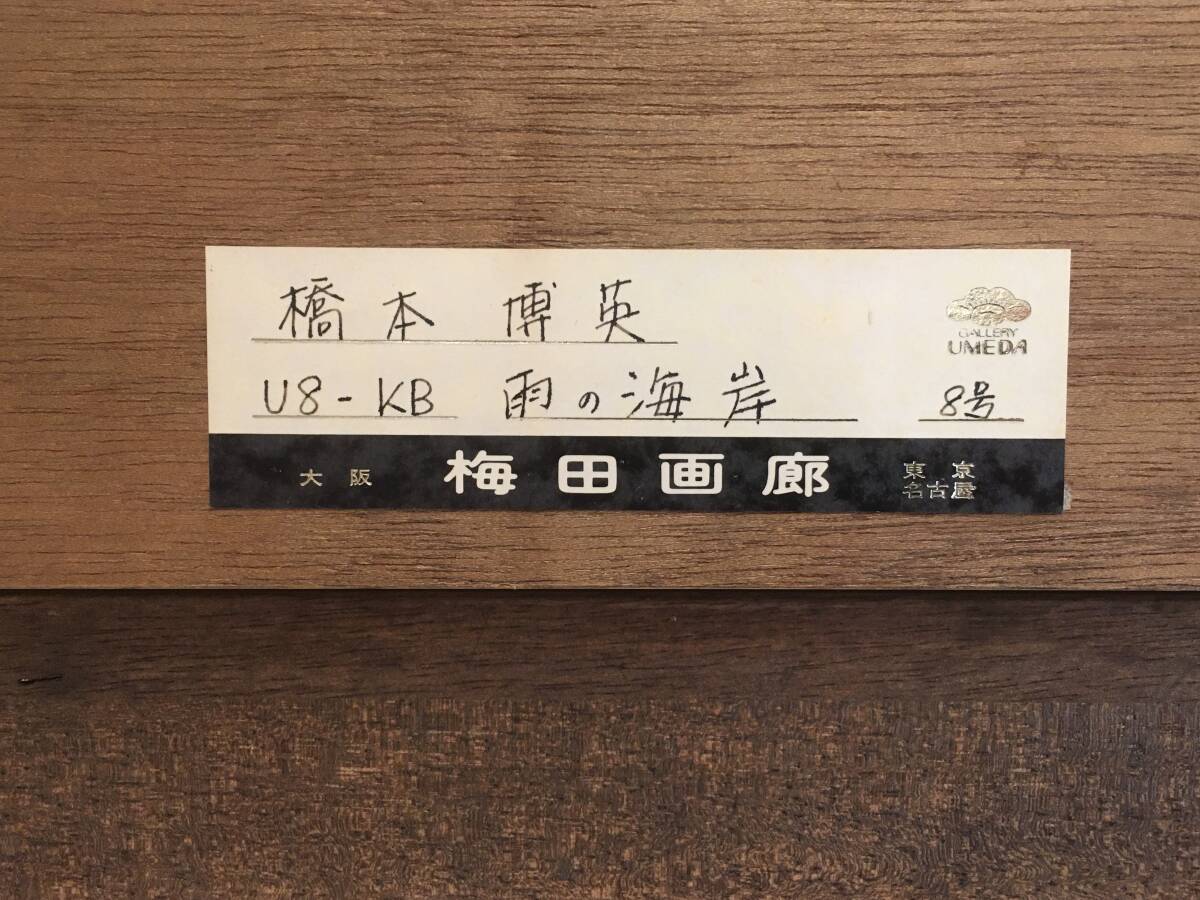 橋本 博英
GALLERY
UMEDA
U8-KB 雨の海岸 8号
大阪 梅田画廊 東京
名古屋